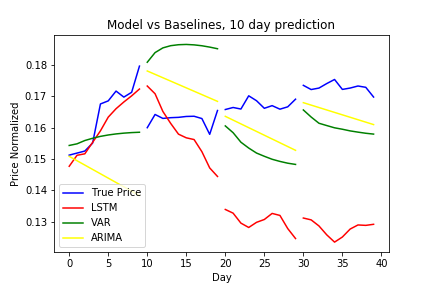 Model vs Baselines, 10 day prediction
Price Normalized
0.18
0.17
0.16
0.15
0.14
0.13
True Price
LSTM
VAR
ARIMA
0 5 10 15 20 25 30 35 40
Day